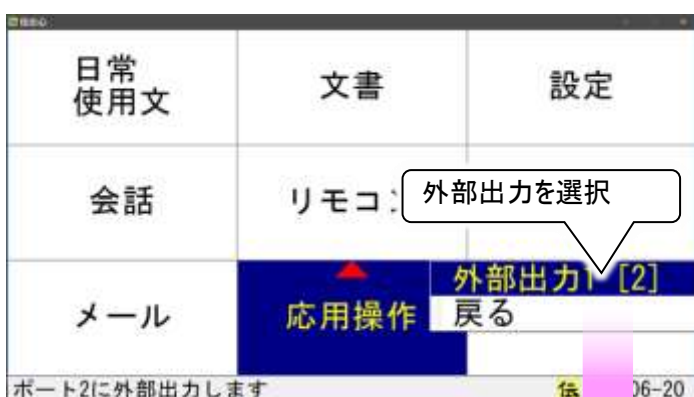 日常
使用文
文書
設定
会話
リモコン
外部出力を選択
メール
応用操作
外部出力1 [2]
戻る
ポート2に外部出力します
伝
06-20